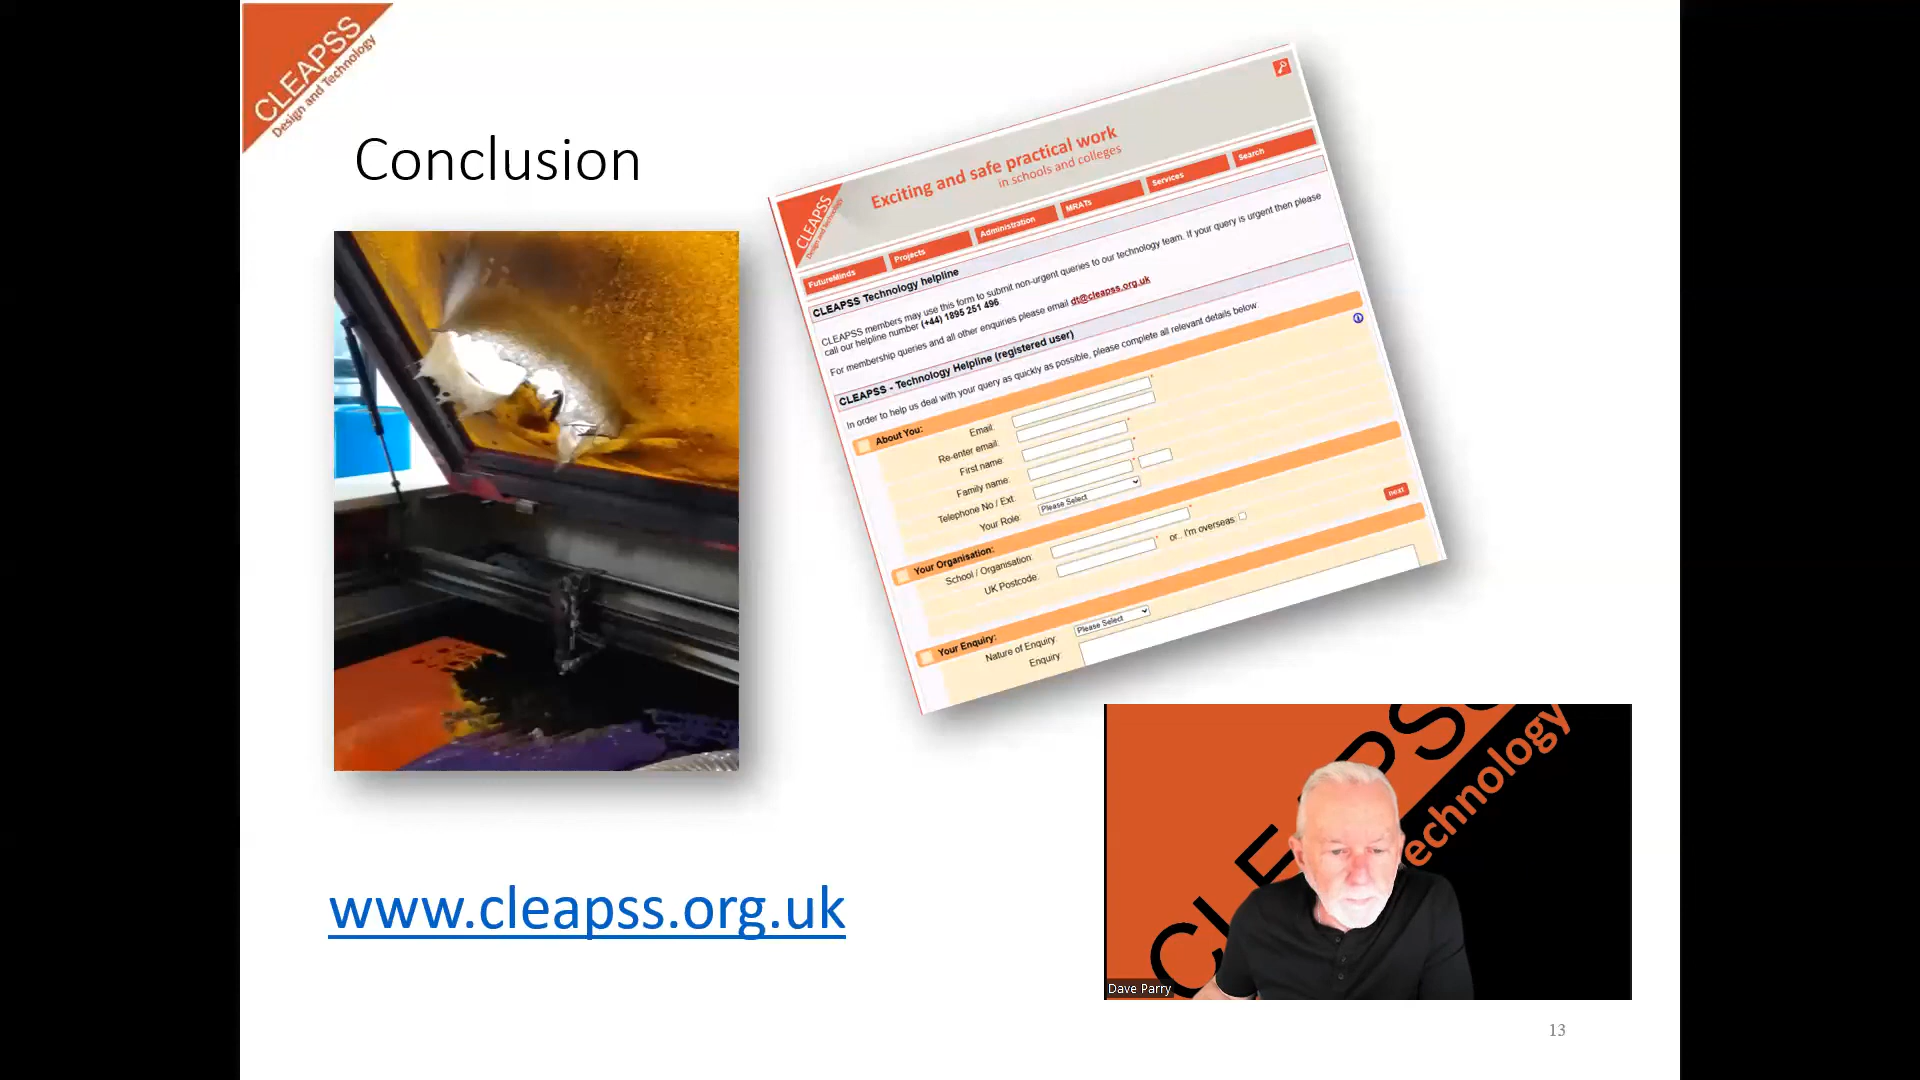 CLEAPSS
Design and Technology
Conclusion
Exciting and safe practical work
in schools and colleges
CLEAPSS
Design and Technology
FutureMinds
Projects
Administration
MRATs
Services
Search
CLEAPSS Technology helpline
CLEAPSS members may use this form to submit non-urgent queries to our technology team. If your query is urgent then please
call our helpline number (+44) 1895 251 496
For membership queries and all other enquiries please email dt@cleapss.org.uk
CLEAPSS - Technology Helpline (registered user)
In order to help us deal with your query as quickly as possible, please complete all relevant details below
About You:
Email:
Re-enter email:
First name:
Family name:
Telephone No / Ext:
Your Role:
Please Select
Your Organisation:
School / Organisation:
UK Postcode:
or.. I'm overseas:
next
Your Enquiry:
Nature of Enquiry:
Please Select
Enquiry
www.cleapss.org.uk
CLEAPSS
echnology
Dave Parry
13